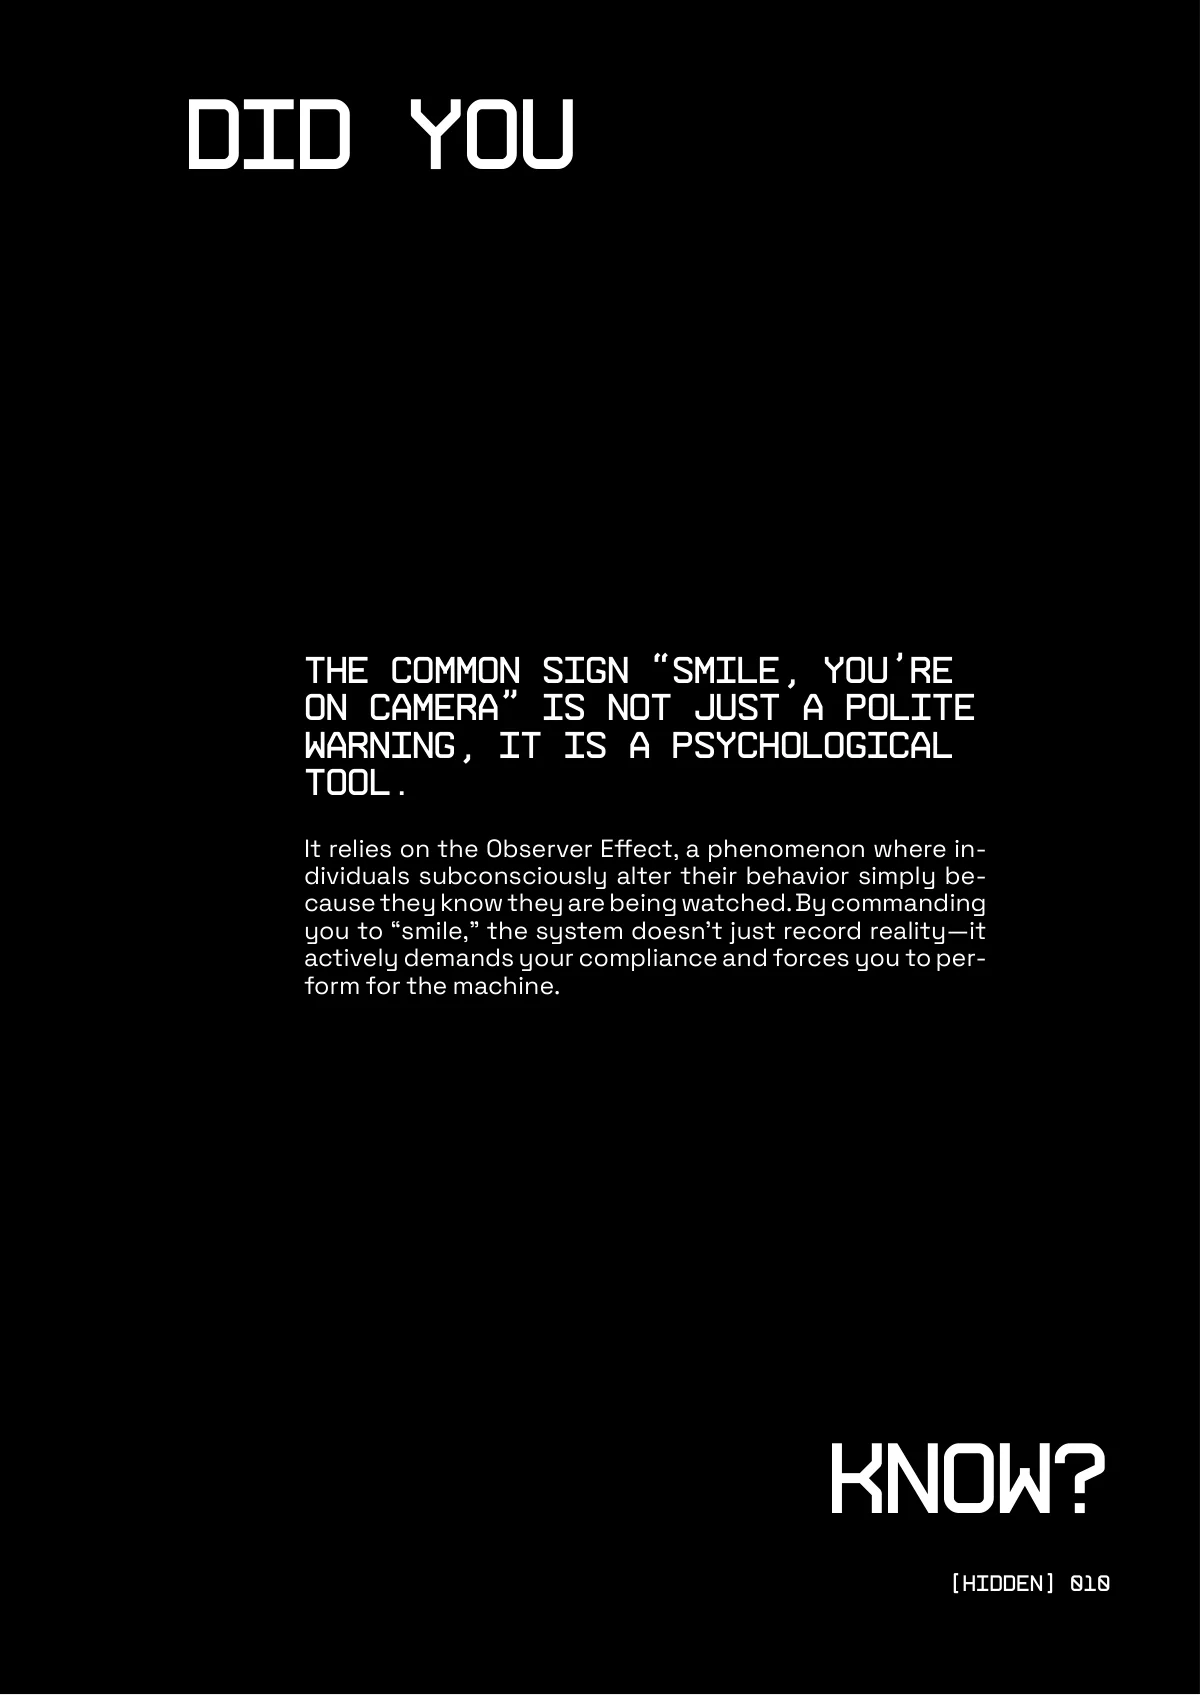 DID YOU
THE COMMON SIGN “SMILE, YOU’RE
ON CAMERA” IS NOT JUST A POLITE
WARNING, IT IS A PSYCHOLOGICAL
TOOL.
It relies on the Observer Effect, a phenomenon where in-
dividuals subconsciously alter their behavior simply be-
cause they know they are being watched. By commanding
you to “smile,” the system doesn’t just record reality—it
actively demands your compliance and forces you to per-
form for the machine.
KNOW?
[HIDDEN] 010